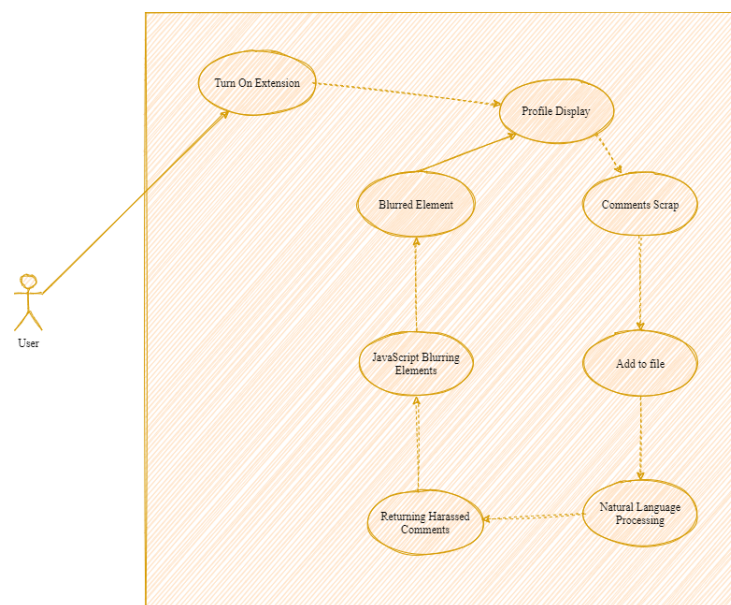 Turn On Extension
Profile Display
Blurred Element
Comments Scrap
User
JavaScript Blurring
Elements
Add to file
Returning Harassed
Comments
Natural Language
Processing